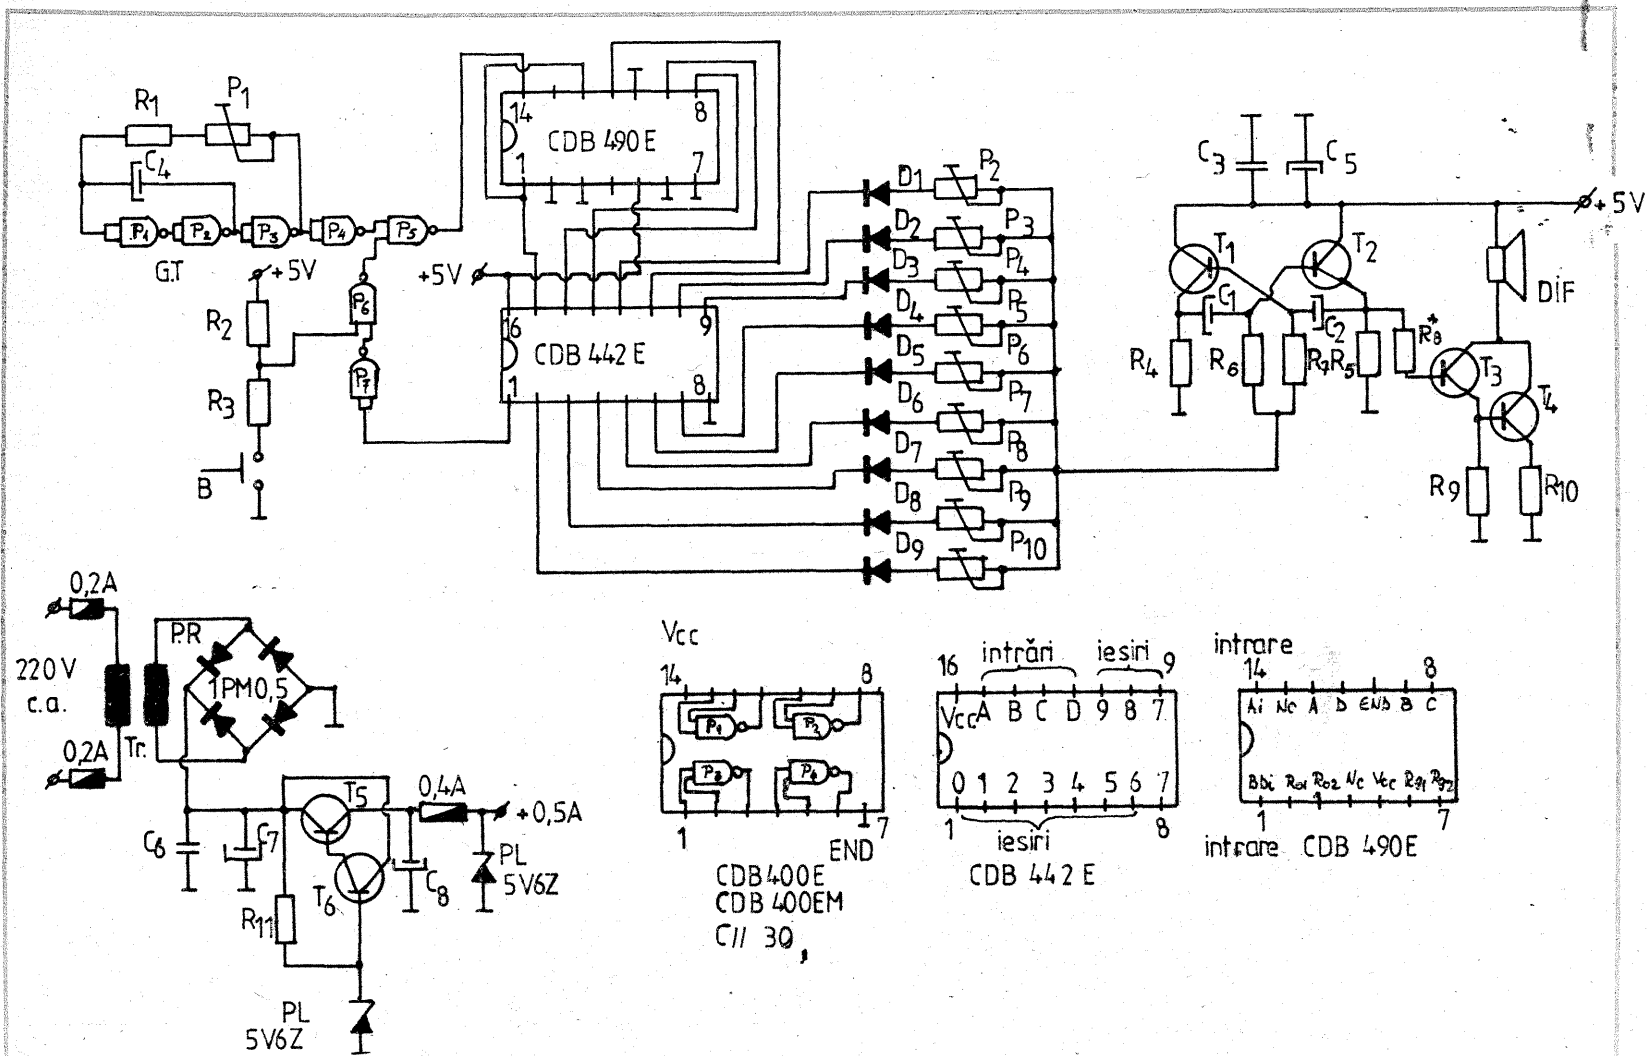 R1
P1
C4
P1
P2
P3
P4
P5
G.T
+5V
R2
R3
B
P6
P7
14
8
CDB 490 E
1
7
+5V
16
9
CDB 442 E
1
8
D1
P2
D2
P3
D3
P4
D4
P5
D5
P6
D6
P7
D7
P8
D8
P9
D9
P10
C3
C5
+5V
T1
T2
C1
C2
DIF
R4
R6
R7
R5
R8*
T3
T4
R9
R10
0,2A
220V
c.a.
0,2A
Tr.
P.R
1PM0,5
C6
C7
T5
0,4A
+0,5A
T6
C8
PL
5V6Z
R11
PL
5V6Z
Vcc
14
8
P1
P2
1
7
END
CDB 400E
CDB 400EM
C// 30,
intrări
iesiri
16
9
Vcc A B C D 9 8 7
0 1 2 3 4 5 6 7
1
8
iesiri
CDB 442 E
intrare
14
8
Ai Nc A D END B C
BDi R01 R02 Nc Vcc R91 R92
1
7
intrare CDB 490E